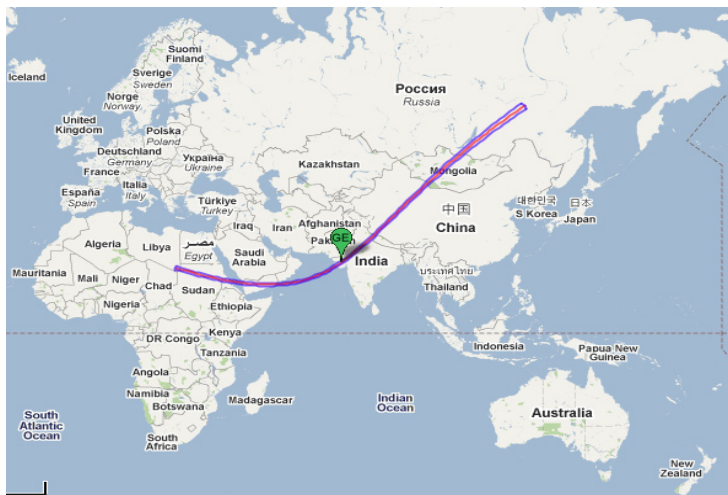 Iceland
Suomi
Finland
Sverige
Sweden
Norge
Norway
Россия
Russia
United
Kingdom
Polska
Poland
Deutschland
Germany
Україна
Ukraine
France
Kazakhstan
Mongolia
Italia
Italy
España
Spain
Türkiye
Turkey
中国
China
대한민국
S Korea
日本
Japan
Afghanistan
Iraq
Iran
Algeria
Libya
مصر
Egypt
GE
Saudi
Arabia
India
Mauritania
Mali
Niger
Chad
Sudan
ประเทศไทย
Thailand
Nigeria
Ethiopia
DR Congo
Kenya
Tanzania
Indonesia
Papua New
Guinea
Angola
Namibia
Botswana
Madagascar
Indian
Ocean
South
Atlantic
Ocean
South
Africa
Australia
New
Zealand